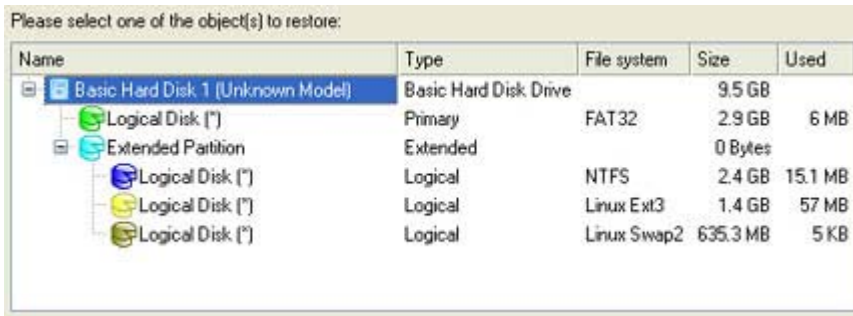 Please select one of the object(s) to restore:
Name Type File system Size Used
Basic Hard Disk 1 (Unknown Model) Basic Hard Disk Drive 9.5 GB
Logical Disk (*) Primary FAT32 2.9 GB 6 MB
Extended Partition Extended 0 Bytes
Logical Disk (*) Logical NTFS 2.4 GB 15.1 MB
Logical Disk (*) Logical Linux Ext3 1.4 GB 57 MB
Logical Disk (*) Logical Linux Swap2 635.3 MB 5 KB